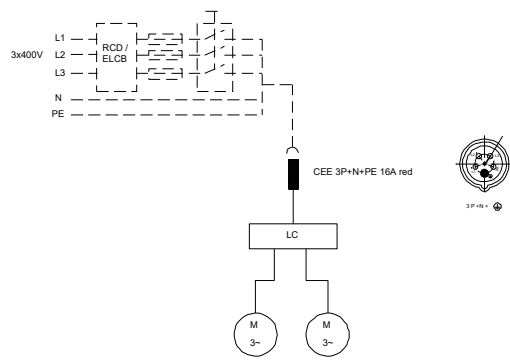 L1
RCD /
ELCB
3x400V
L2
L3
N
PE
CEE 3P+N+PE 16A red
3 P +N +
LC
M
3~
M
3~